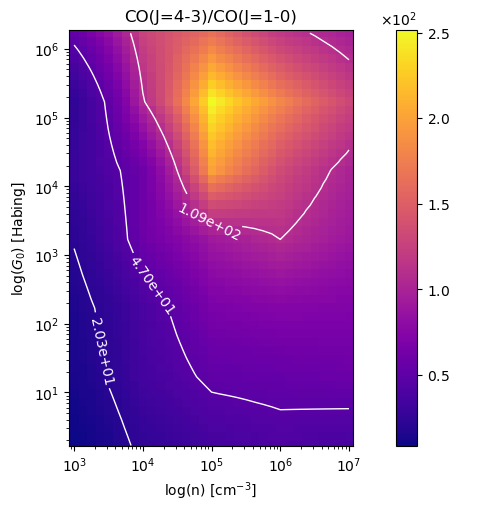 CO(J=4-3)/CO(J=1-0)
×10²
10⁶
10⁵
10⁴
10³
10²
10¹
log(G₀) [Habing]
1.09e+02
4.70e+01
2.03e+01
10³ 10⁴ 10⁵ 10⁶ 10⁷
log(n) [cm⁻³]
2.5
2.0
1.5
1.0
0.5